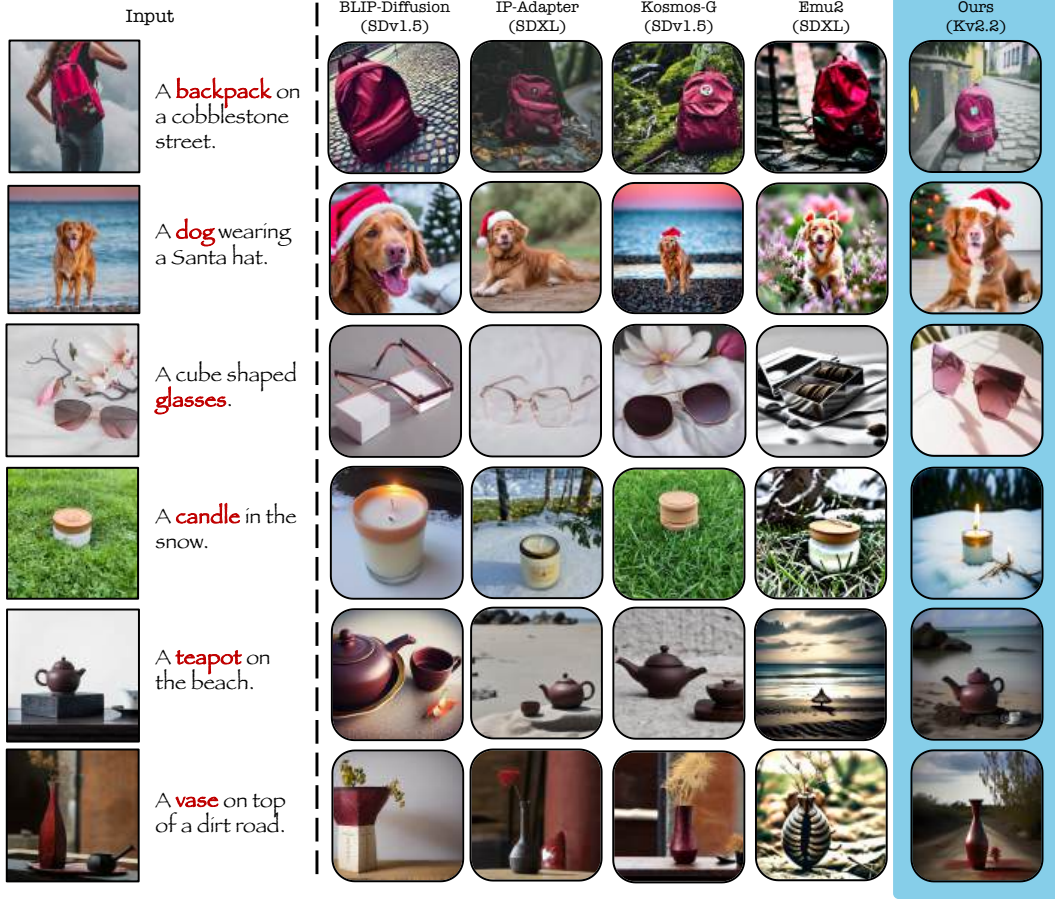 Input
BLIP-Diffusion
(SDv1.5)
IP-Adapter
(SDXL)
Kosmos-G
(SDv1.5)
Emu2
(SDXL)
Ours
(Kv2.2)
A backpack on
a cobblestone
street.
A dog wearing
a Santa hat.
A cube shaped
glasses.
A candle in the
snow.
A teapot on
the beach.
A vase on top
of a dirt road.